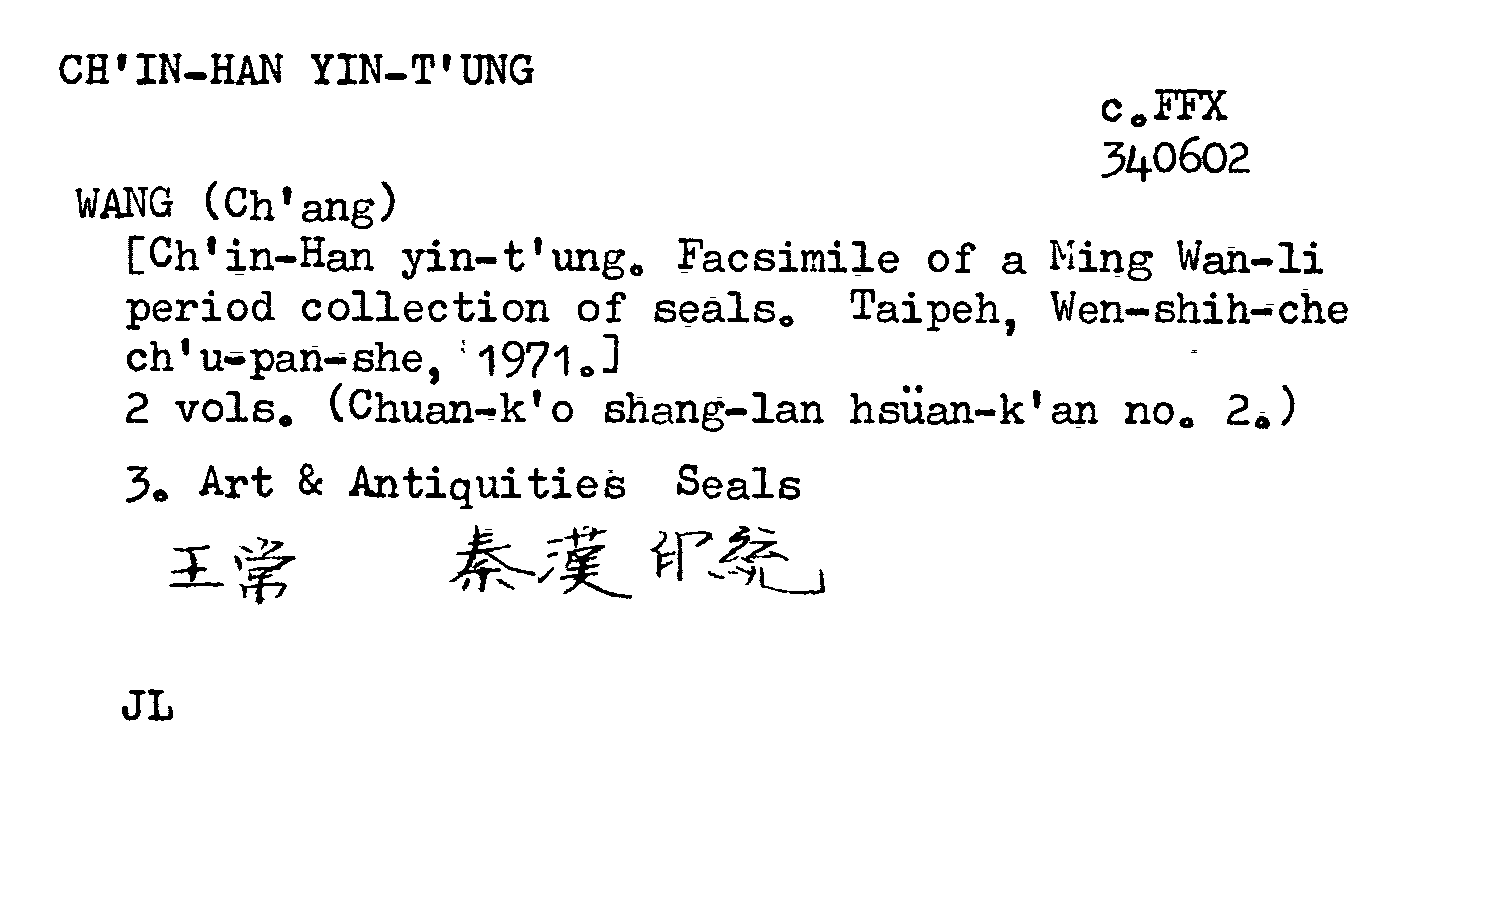 CH'IN-HAN YIN-T'UNG
c.FFX
340602
WANG (Ch'ang)
[Ch'in-Han yin-t'ung. Facsimile of a Ming Wan-li
period collection of seals. Taipeh, Wen-shih-che
ch'u-pan-she, 1971.]
2 vols. (Chuan-k'o shang-lan hsüan-k'an no. 2.)
3. Art & Antiquities Seals
王常 秦漢印統
JL